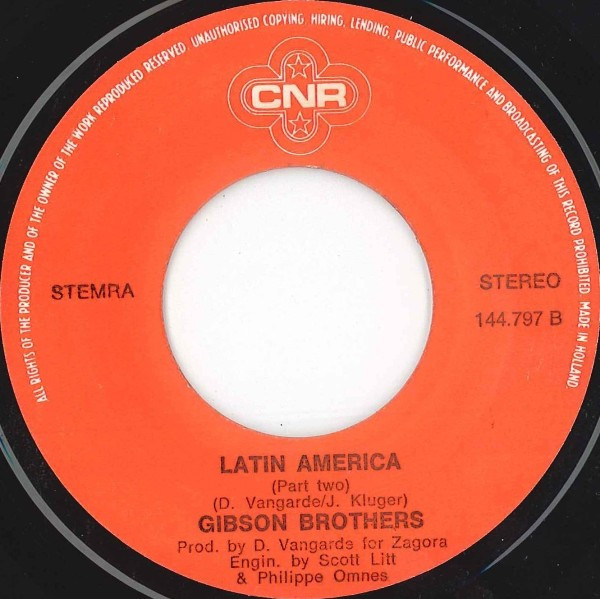 ALL RIGHTS OF THE PRODUCER AND OF THE OWNER OF THE WORK REPRODUCED RESERVED. UNAUTHORISED COPYING, HIRING, LENDING, PUBLIC PERFORMANCE AND BROADCASTING OF THIS RECORD PROHIBITED. MADE IN HOLLAND.
CNR
STEMRA
STEREO
144.797 B
LATIN AMERICA
(Part two)
(D. Vangarde/J. Kluger)
GIBSON BROTHERS
Prod. by D. Vangarde for Zagora
Engin. by Scott Litt
& Philippe Omnes